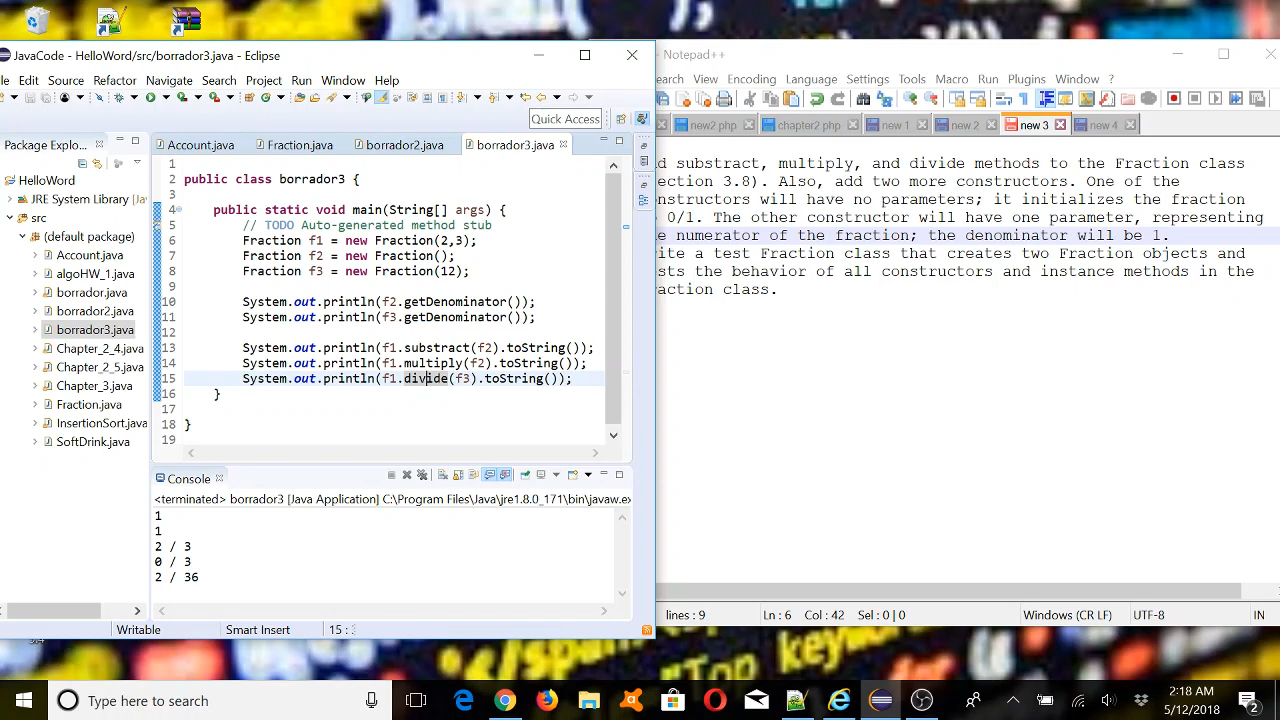 JavaCode - HelloWord/src/borrador3.java - Eclipse
Edit Source Refactor Navigate Search Project Run Window Help
Quick Access
Package Explo...
HelloWord
JRE System Library [Ja
src
(default package)
Account.java
algoHW_1.java
borrador.java
borrador2.java
borrador3.java
Chapter_2_4.java
Chapter_2_5.java
Chapter_3.java
Fraction.java
InsertionSort.java
SoftDrink.java
Account.java Fraction.java borrador2.java borrador3.java
1
2 public class borrador3 {
3
4 public static void main(String[] args) {
5 // TODO Auto-generated method stub
6 Fraction f1 = new Fraction(2,3);
7 Fraction f2 = new Fraction();
8 Fraction f3 = new Fraction(12);
9
10 System.out.println(f2.getDenominator());
11 System.out.println(f3.getDenominator());
12
13 System.out.println(f1.substract(f2).toString());
14 System.out.println(f1.multiply(f2).toString());
15 System.out.println(f1.divide(f3).toString());
16 }
17
18 }
19
Console
<terminated> borrador3 [Java Application] C:\Program Files\Java\jre1.8.0_171\bin\javaw.ex
1
1
2 / 3
0 / 3
2 / 36
Writable Smart Insert 15 :
- Notepad++
View Encoding Language Settings Tools Macro Run Plugins Window ?
new2.php chapter2.php new 1 new 2 new 3 new 4
d substract, multiply, and divide methods to the Fraction class
ection 3.8). Also, add two more constructors. One of the
nstructors will have no parameters; it initializes the fraction
0/1. The other constructor will have one parameter, representing
e numerator of the fraction; the denominator will be 1.
ite a test Fraction class that creates two Fraction objects and
sts the behavior of all constructors and instance methods in the
action class.
lines : 9 Ln : 6 Col : 42 Sel : 0 | 0 Windows (CR LF) UTF-8 IN
Type here to search
2:18 AM
5/12/2018
2